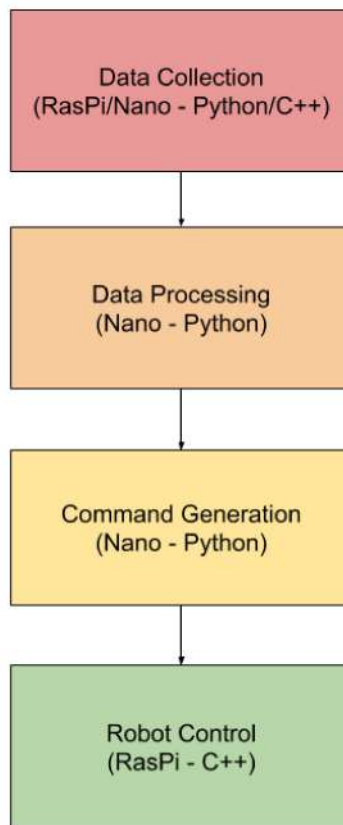 Data Collection
(RasPi/Nano - Python/C++)
Data Processing
(Nano - Python)
Command Generation
(Nano - Python)
Robot Control
(RasPi - C++)